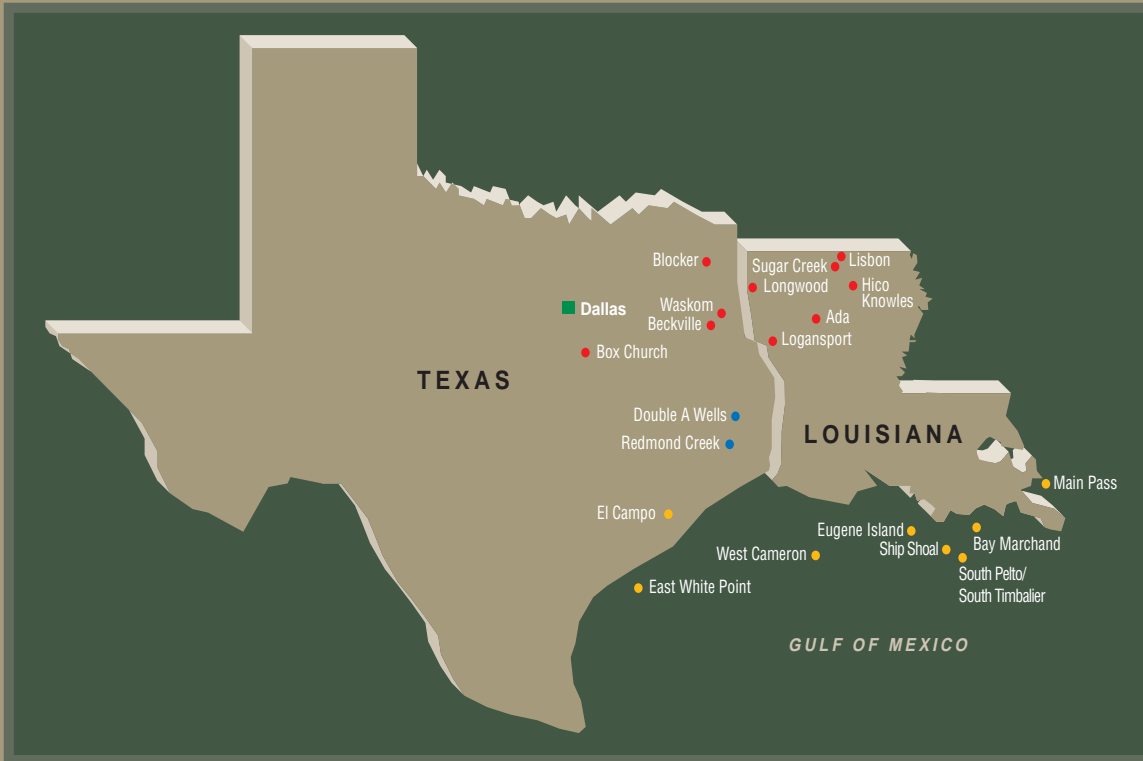 Blocker
Sugar Creek
Lisbon
Longwood
Hico
Knowles
Dallas
Waskom
Beckville
Ada
Logansport
Box Church
TEXAS
Double A Wells
LOUISIANA
Redmond Creek
Main Pass
El Campo
Eugene Island
Ship Shoal
Bay Marchand
West Cameron
South Pelto/
South Timbalier
East White Point
GULF OF MEXICO